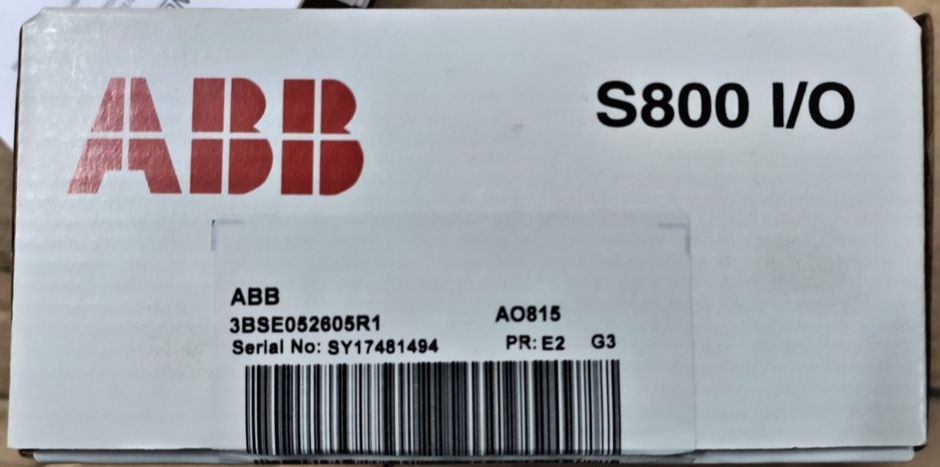 ABB
S800 I/O
ABB
3BSE052605R1
AO815
Serial No: SY17481494
PR: E2 G3